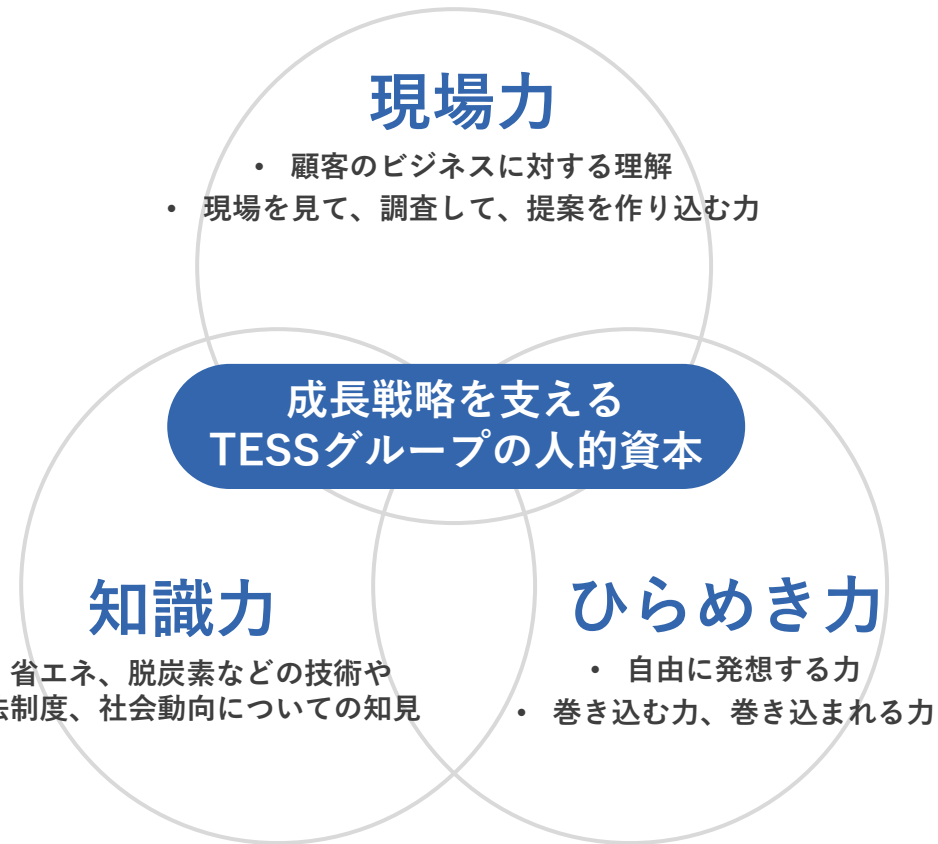 現場力
• 顧客のビジネスに対する理解
• 現場を見て、調査して、提案を作り込む力
成長戦略を支える
TESSグループの人的資本
知識力
省エネ、脱炭素などの技術や
制度、社会動向についての知見
ひらめき力
• 自由に発想する力
• 巻き込む力、巻き込まれる力